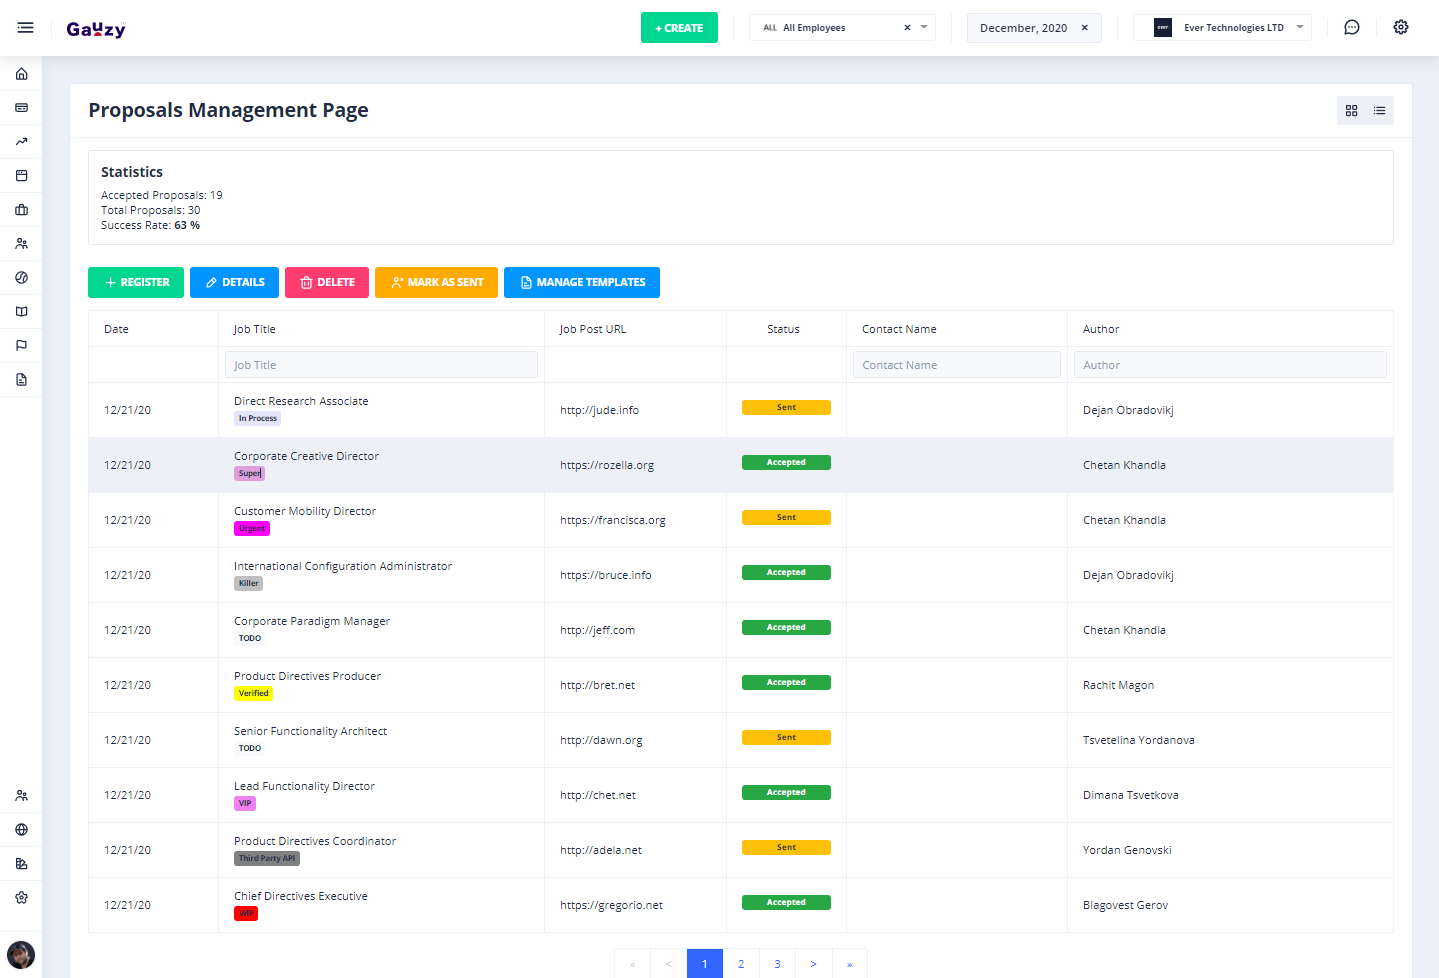 Gauzy
+ CREATE
ALL All Employees ×
December, 2020 ×
ever Ever Technologies LTD
Proposals Management Page
Statistics
Accepted Proposals: 19
Total Proposals: 30
Success Rate: 63 %
REGISTER DETAILS DELETE MARK AS SENT MANAGE TEMPLATES
Date Job Title Job Post URL Status Contact Name Author
Job Title Contact Name Author
12/21/20 Direct Research Associate http://jude.info Sent Dejan Obradovikj
In Process
12/21/20 Corporate Creative Director https://rozella.org Accepted Chetan Khandla
Super
12/21/20 Customer Mobility Director https://francisca.org Sent Chetan Khandla
Urgent
12/21/20 International Configuration Administrator https://bruce.info Accepted Dejan Obradovikj
Killer
12/21/20 Corporate Paradigm Manager http://jeff.com Accepted Chetan Khandla
TODO
12/21/20 Product Directives Producer http://bret.net Accepted Rachit Magon
Verified
12/21/20 Senior Functionality Architect http://dawn.org Sent Tsvetelina Yordanova
TODO
12/21/20 Lead Functionality Director http://chet.net Accepted Dimana Tsvetkova
VIP
12/21/20 Product Directives Coordinator http://adela.net Sent Yordan Genovski
Third Party API
12/21/20 Chief Directives Executive https://gregorio.net Accepted Blagovest Gerov
WIP
« < 1 2 3 > »